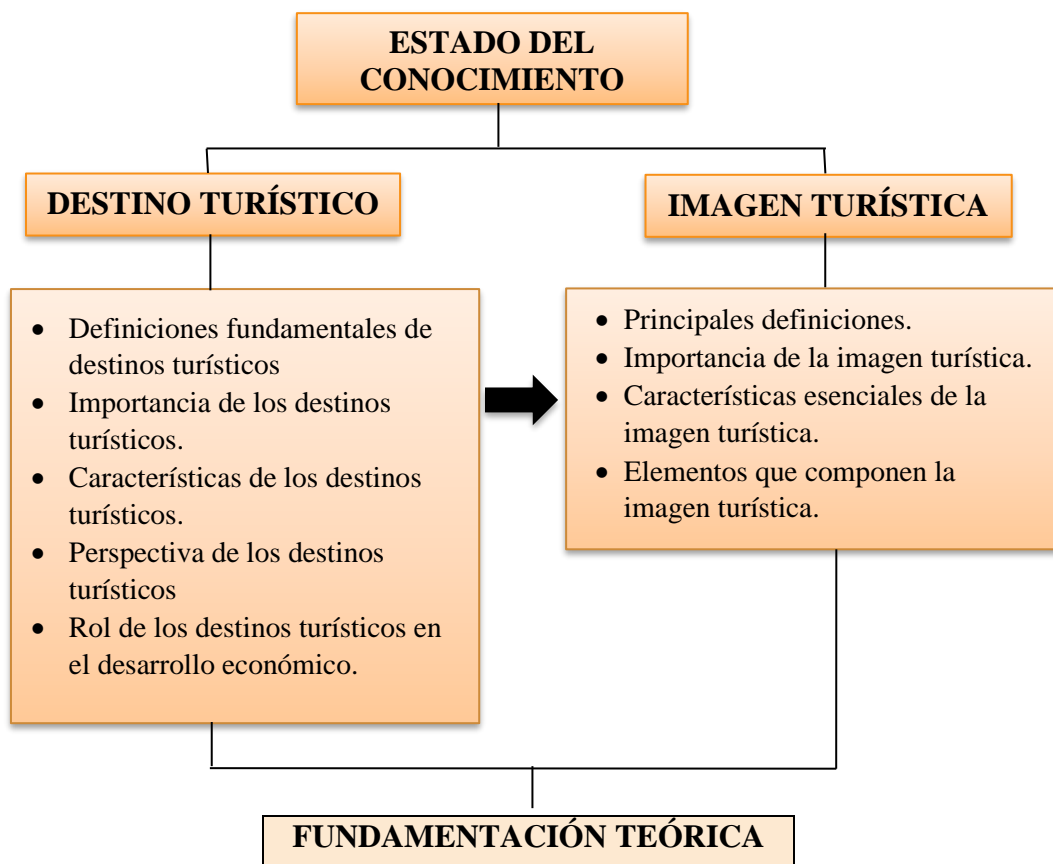 ESTADO DEL
CONOCIMIENTO
DESTINO TURÍSTICO
• Definiciones fundamentales de
destinos turísticos
• Importancia de los destinos
turísticos.
• Características de los destinos
turísticos.
• Perspectiva de los destinos
turísticos
• Rol de los destinos turísticos en
el desarrollo económico.
IMAGEN TURÍSTICA
• Principales definiciones.
• Importancia de la imagen turística.
• Características esenciales de la
imagen turística.
• Elementos que componen la
imagen turística.
FUNDAMENTACIÓN TEÓRICA